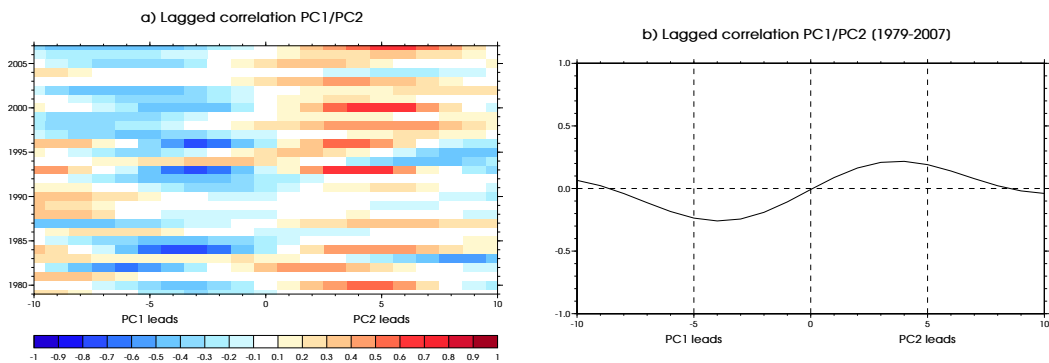 a) Lagged correlation PC1/PC2
2005
2000
1995
1990
1985
1980
-10 -5 0 5 10
PC1 leads PC2 leads
-1 -0.9 -0.8 -0.7 -0.6 -0.5 -0.4 -0.3 -0.2 -0.1 0.1 0.2 0.3 0.4 0.5 0.6 0.7 0.8 0.9 1
b) Lagged correlation PC1/PC2 [1979-2007]
1.0
0.5
0.0
-0.5
-1.0
-10 -5 0 5 10
PC1 leads PC2 leads